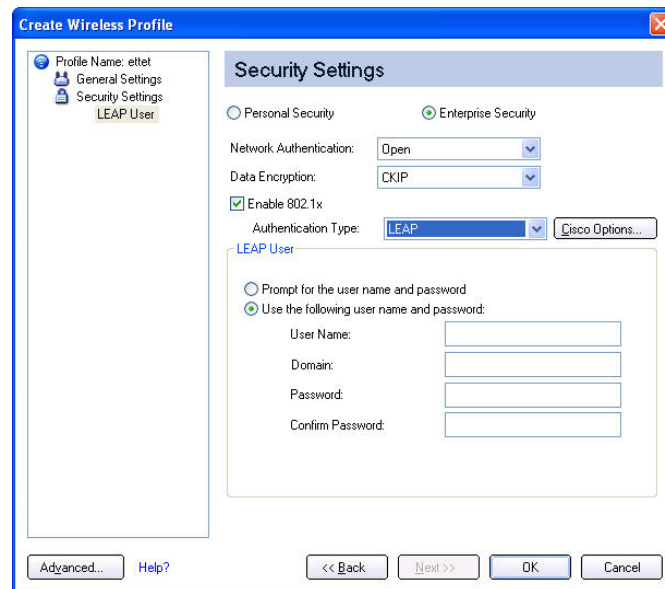 Create Wireless Profile
Profile Name: ettet
General Settings
Security Settings
LEAP User
Security Settings
Personal Security
Enterprise Security
Network Authentication:
Open
Data Encryption:
CKIP
Enable 802.1x
Authentication Type:
LEAP
Cisco Options...
LEAP User
Prompt for the user name and password
Use the following user name and password:
User Name:
Domain:
Password:
Confirm Password:
Advanced...
Help?
<< Back
Next >>
OK
Cancel